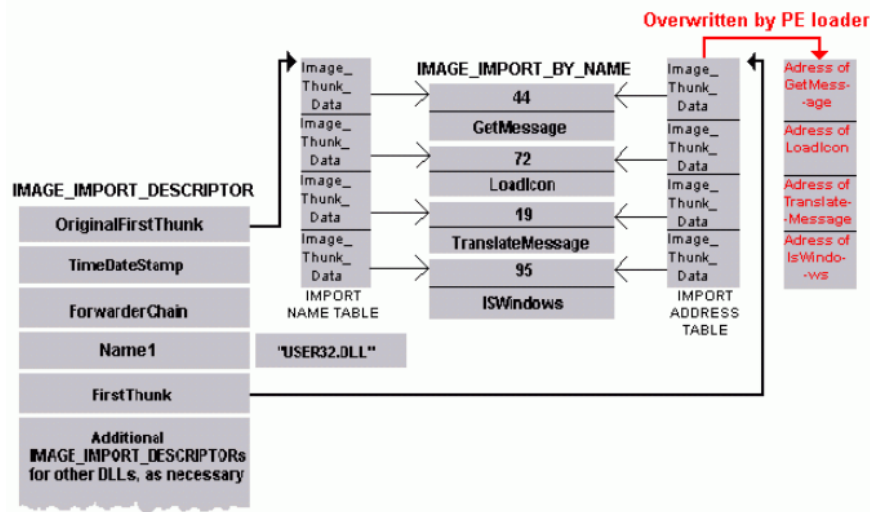 Overwritten by PE loader
IMAGE_IMPORT_DESCRIPTOR
OriginalFirstThunk
TimeDateStamp
ForwarderChain
Name1
"USER32.DLL"
FirstThunk
Additional
IMAGE_IMPORT_DESCRIPTORs
for other DLLs, as necessary
Image_
Thunk_
Data
Image_
Thunk_
Data
Image_
Thunk_
Data
Image_
Thunk_
Data
IMPORT
NAME TABLE
IMAGE_IMPORT_BY_NAME
44
GetMessage
72
LoadIcon
19
TranslateMessage
95
ISWindows
Image_
Thunk_
Data
Image_
Thunk_
Data
Image_
Thunk_
Data
Image_
Thunk_
Data
IMPORT
ADDRESS
TABLE
Adress of
GetMess-
-age
Adress of
LoadIcon
Adress of
Translate-
-Message
Adress of
IsWindo-
-ws